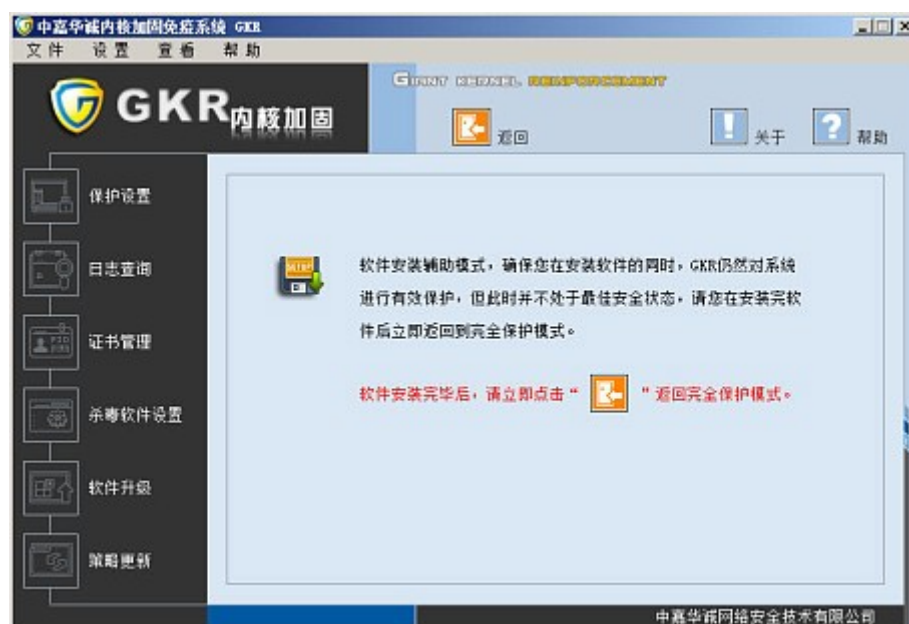 中嘉华诚内核加固免疫系统 GKR
文件 设置 查看 帮助
GKR内核加固
GIANT KERNEL REINFORCEMENT
返回
关于
帮助
保护设置
日志查询
证书管理
杀毒软件设置
软件升级
策略更新
软件安装辅助模式，确保您在安装软件的同时，GKR仍然对系统
进行有效保护，但此时并不处于最佳安全状态，请您在安装完软
件后立即返回到完全保护模式。
软件安装完毕后，请立即点击“ ”返回完全保护模式。
中嘉华诚网络安全技术有限公司